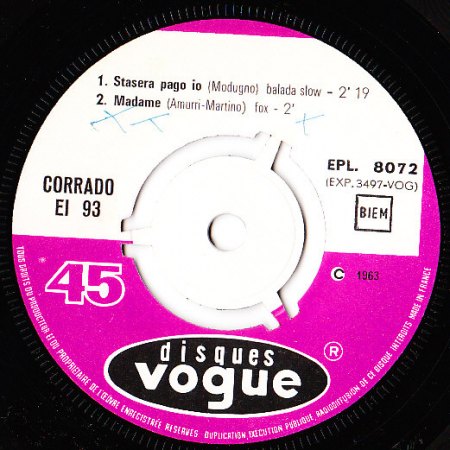 1. Stasera pago io (Modugno) balada slow - 2' 19
2. Madame (Amurri-Martino) fox - 2'
CORRADO
EI 93
EPL. 8072
(EXP. 3497-VOG)
BIEM
45
© 1963
disques
vogue
®
TOUS DROITS DU PRODUCTEUR ET DU PROPRIETAIRE DE L'ŒUVRE ENREGISTRÉE RESERVES. DUPLICATION EXECUTION PUBLIQUE RADIODIFFUSION DE CE DISQUE INTERDITS MADE IN FRANCE